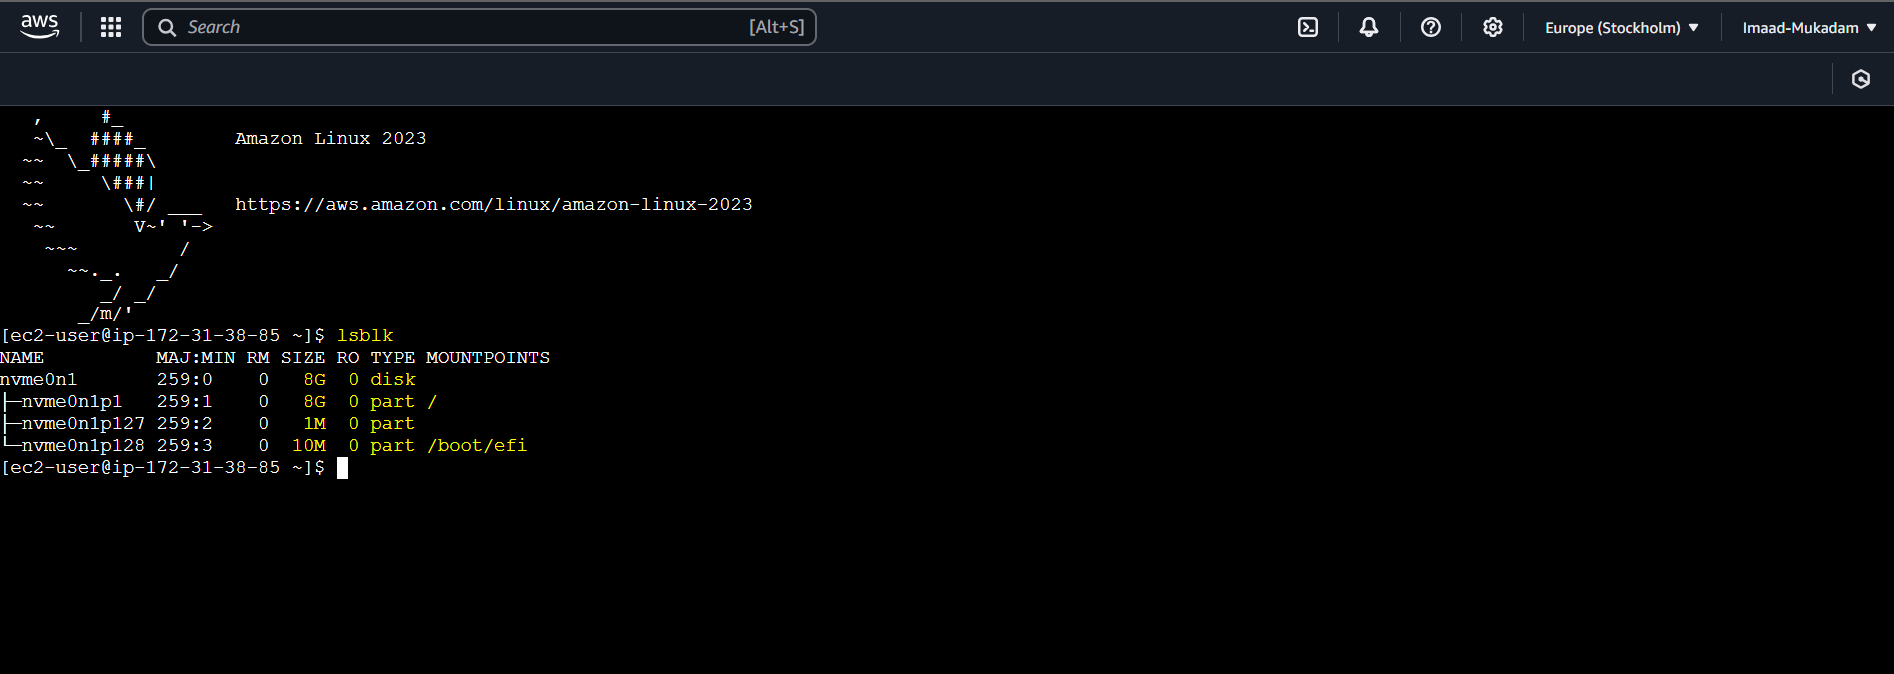 aws Search [Alt+S] Europe (Stockholm) Imaad-Mukadam
   ,     #_
   ~\_  ####_        Amazon Linux 2023
  ~~  \_#####\
  ~~     \###|
  ~~       \#/ ___   https://aws.amazon.com/linux/amazon-linux-2023
   ~~       V~' '->
    ~~~         /
      ~~._.   _/
         _/ _/
       _/m/'
[ec2-user@ip-172-31-38-85 ~]$ lsblk
NAME          MAJ:MIN RM SIZE RO TYPE MOUNTPOINTS
nvme0n1       259:0    0   8G  0 disk
├─nvme0n1p1   259:1    0   8G  0 part /
├─nvme0n1p127 259:2    0   1M  0 part
└─nvme0n1p128 259:3    0  10M  0 part /boot/efi
[ec2-user@ip-172-31-38-85 ~]$